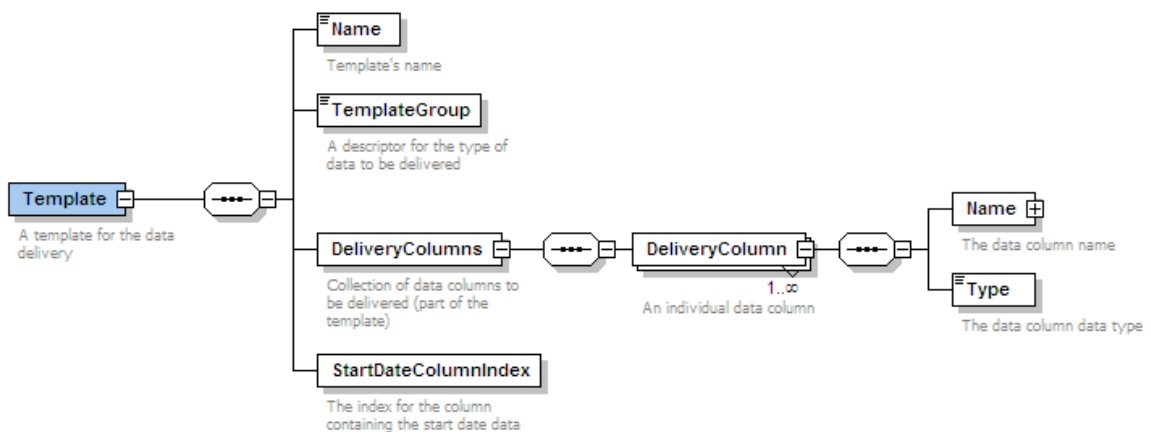 Name
Template's name
TemplateGroup
A descriptor for the type of
data to be delivered
Template
A template for the data
delivery
DeliveryColumns
Collection of data columns to
be delivered (part of the
template)
DeliveryColumn
1..∞
An individual data column
Name
The data column name
Type
The data column data type
StartDateColumnIndex
The index for the column
containing the start date data